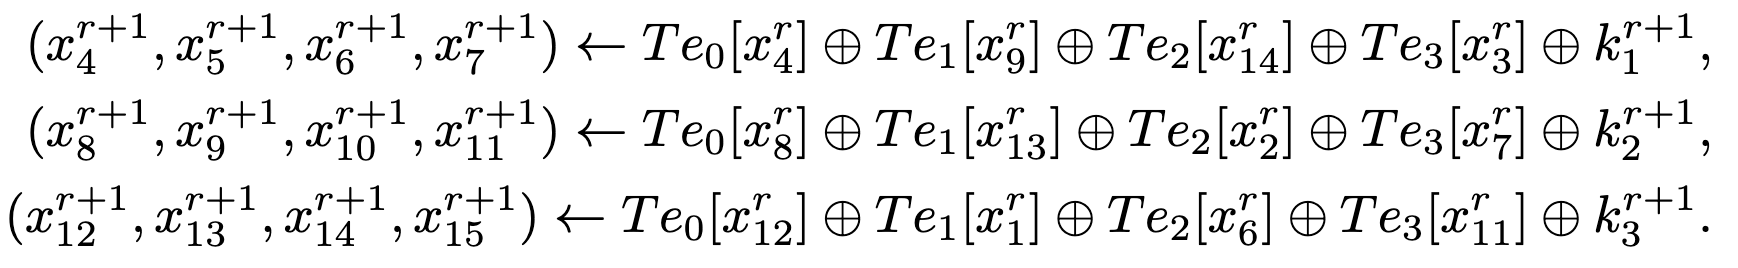 (x_4^{r+1}, x_5^{r+1}, x_6^{r+1}, x_7^{r+1}) ← Te_0[x_4^r] ⊕ Te_1[x_9^r] ⊕ Te_2[x_{14}^r] ⊕ Te_3[x_3^r] ⊕ k_1^{r+1},
(x_8^{r+1}, x_9^{r+1}, x_{10}^{r+1}, x_{11}^{r+1}) ← Te_0[x_8^r] ⊕ Te_1[x_{13}^r] ⊕ Te_2[x_2^r] ⊕ Te_3[x_7^r] ⊕ k_2^{r+1},
(x_{12}^{r+1}, x_{13}^{r+1}, x_{14}^{r+1}, x_{15}^{r+1}) ← Te_0[x_{12}^r] ⊕ Te_1[x_1^r] ⊕ Te_2[x_6^r] ⊕ Te_3[x_{11}^r] ⊕ k_3^{r+1}.